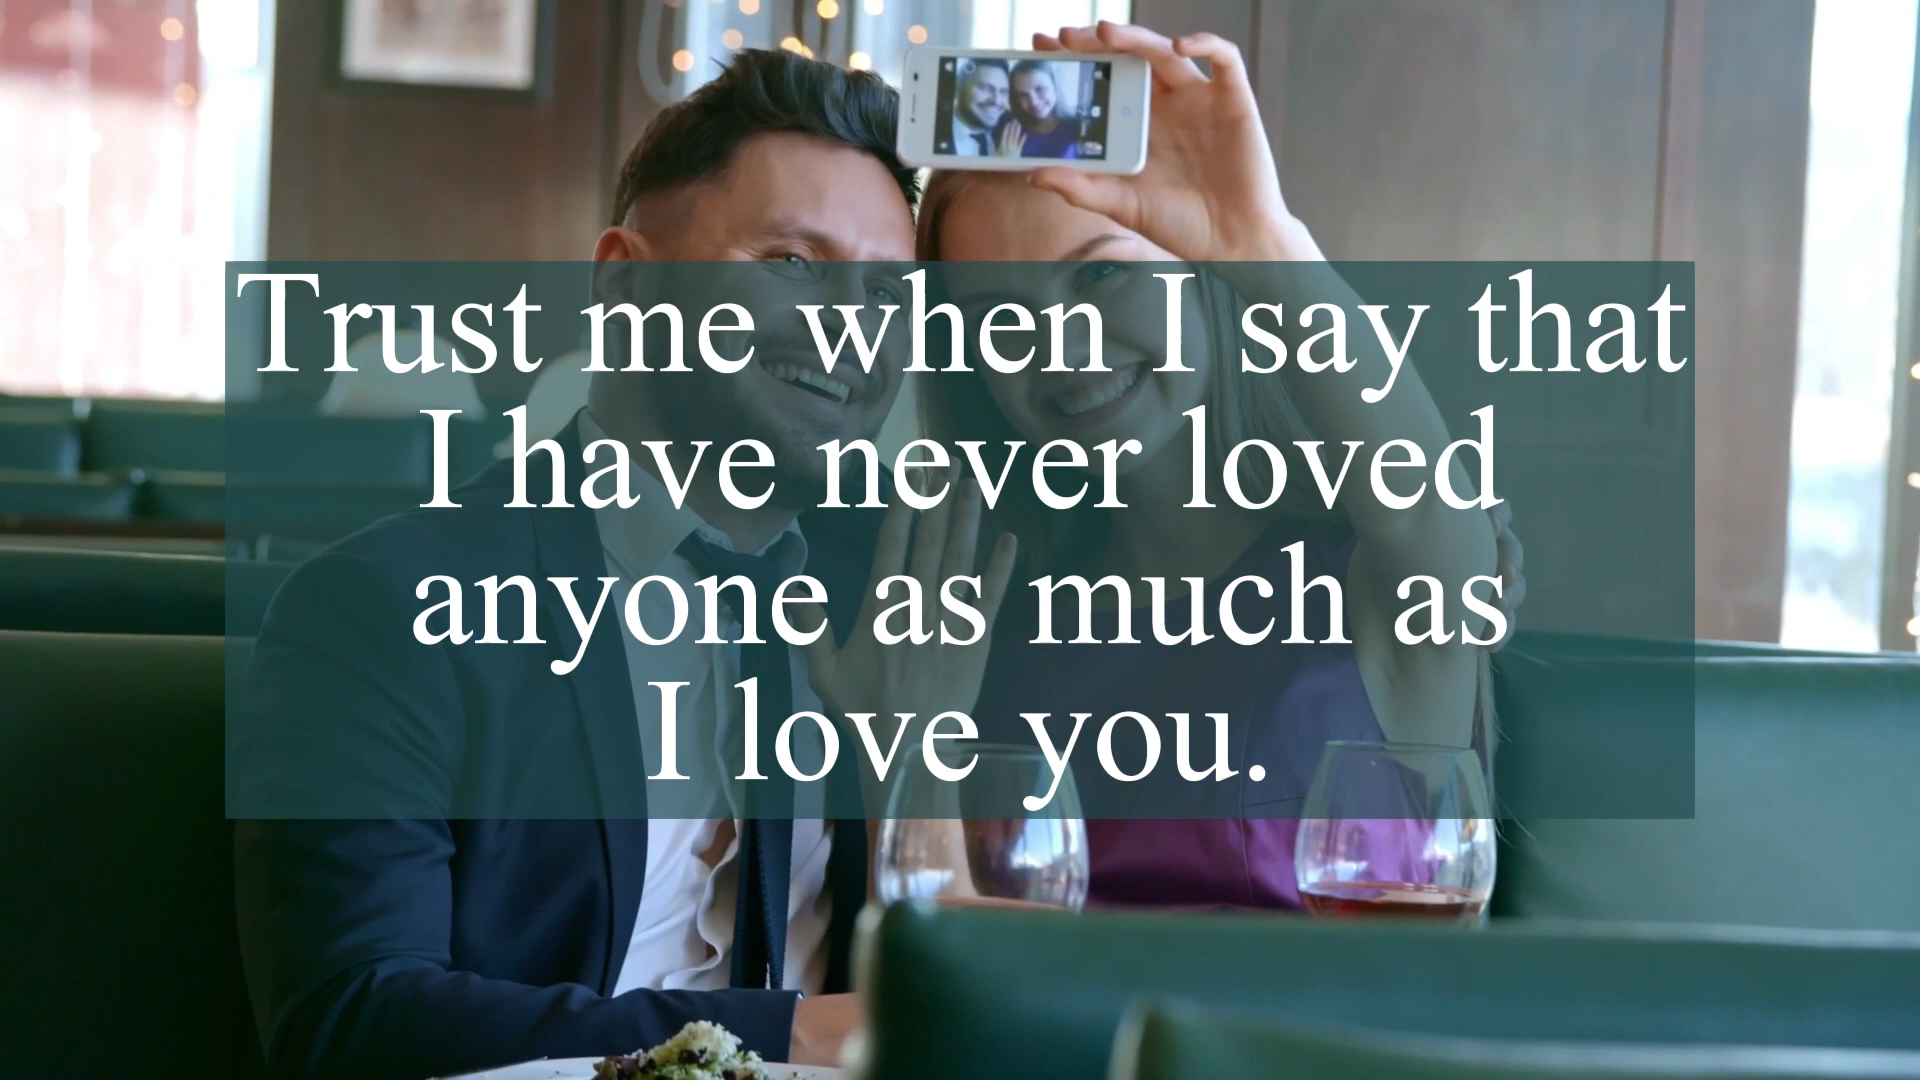 Trust me when I say that
I have never loved
anyone as much as
I love you.